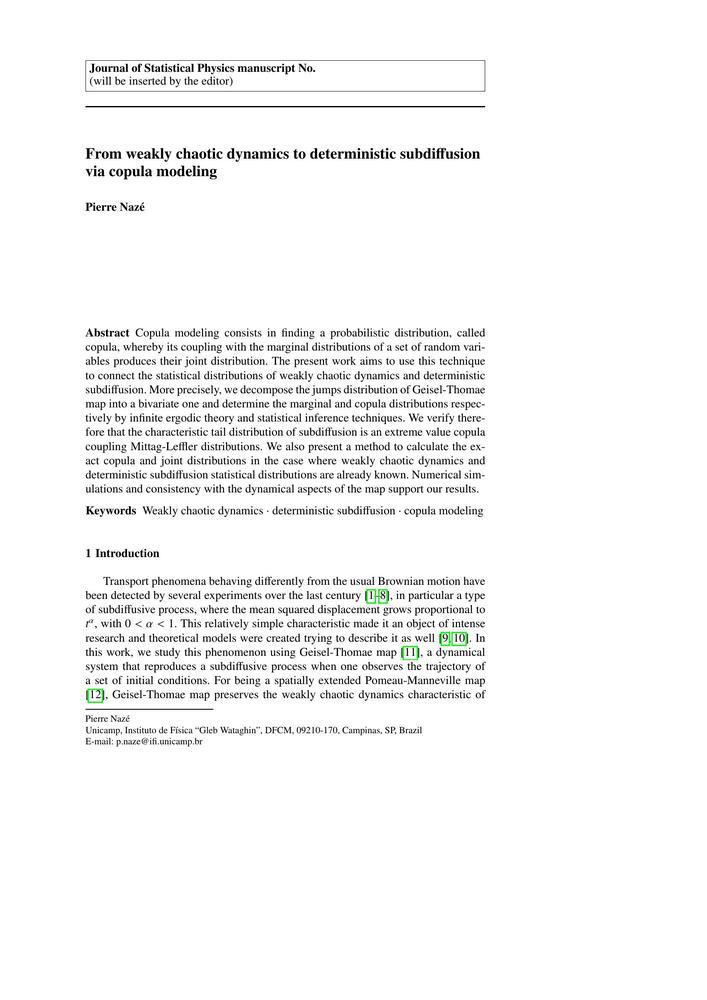 Journal of Statistical Physics manuscript No.
(will be inserted by the editor)
From weakly chaotic dynamics to deterministic subdiffusion
via copula modeling
Pierre Nazé
Abstract Copula modeling consists in finding a probabilistic distribution, called
copula, whereby its coupling with the marginal distributions of a set of random vari-
ables produces their joint distribution. The present work aims to use this technique
to connect the statistical distributions of weakly chaotic dynamics and deterministic
subdiffusion. More precisely, we decompose the jumps distribution of Geisel-Thomae
map into a bivariate one and determine the marginal and copula distributions respec-
tively by infinite ergodic theory and statistical inference techniques. We verify there-
fore that the characteristic tail distribution of subdiffusion is an extreme value copula
coupling Mittag-Leffler distributions. We also present a method to calculate the ex-
act copula and joint distributions in the case where weakly chaotic dynamics and
deterministic subdiffusion statistical distributions are already known. Numerical sim-
ulations and consistency with the dynamical aspects of the map support our results.
Keywords Weakly chaotic dynamics · deterministic subdiffusion · copula modeling
1 Introduction
Transport phenomena behaving differently from the usual Brownian motion have
been detected by several experiments over the last century [1–8], in particular a type
of subdiffusive process, where the mean squared displacement grows proportional to
t^α, with 0 < α < 1. This relatively simple characteristic made it an object of intense
research and theoretical models were created trying to describe it as well [9, 10]. In
this work, we study this phenomenon using Geisel-Thomae map [11], a dynamical
system that reproduces a subdiffusive process when one observes the trajectory of
a set of initial conditions. For being a spatially extended Pomeau-Manneville map
[12], Geisel-Thomae map preserves the weakly chaotic dynamics characteristic of
Pierre Nazé
Unicamp, Instituto de Física “Gleb Wataghin”, DFCM, 09210-170, Campinas, SP, Brazil
E-mail: p.naze@ifi.unicamp.br